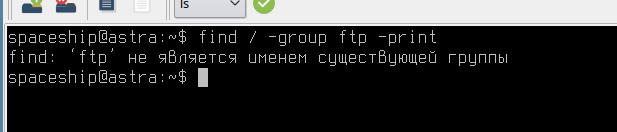 ls
spaceship@astra:~$ find / -group ftp -print
find: ‘ftp’ не является именем существующей группы
spaceship@astra:~$